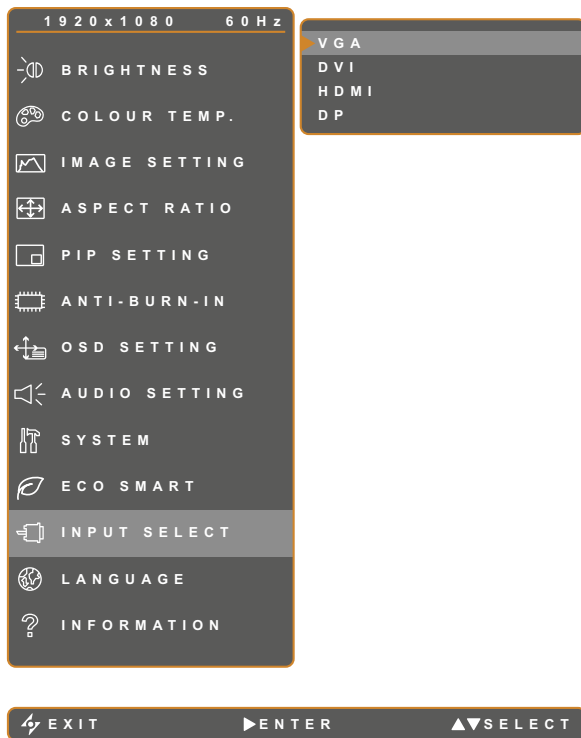 1920x1080 60Hz
BRIGHTNESS
COLOUR TEMP.
IMAGE SETTING
ASPECT RATIO
PIP SETTING
ANTI-BURN-IN
OSD SETTING
AUDIO SETTING
SYSTEM
ECO SMART
INPUT SELECT
LANGUAGE
INFORMATION
VGA
DVI
HDMI
DP
EXIT ENTER SELECT